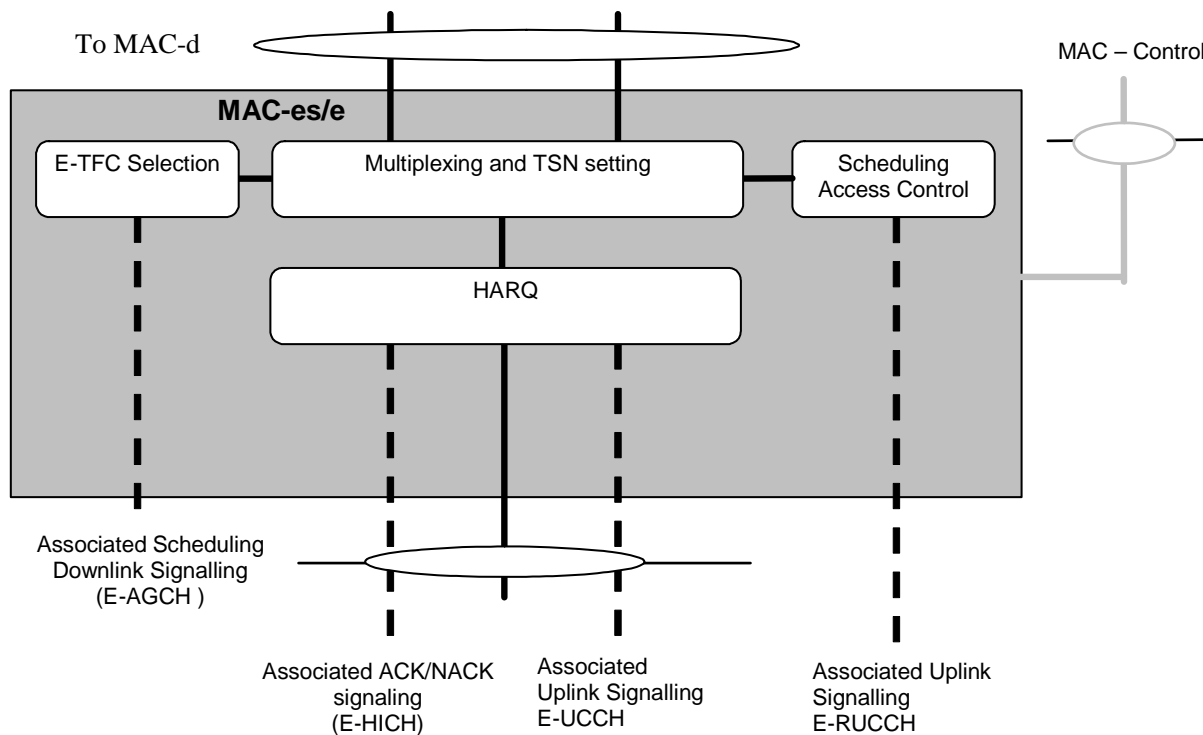 To MAC-d
MAC – Control
MAC-es/e
E-TFC Selection
Multiplexing and TSN setting
Scheduling
Access Control
HARQ
Associated Scheduling
Downlink Signalling
(E-AGCH )
Associated ACK/NACK
signaling
(E-HICH)
Associated
Uplink Signalling
E-UCCH
Associated Uplink
Signalling
E-RUCCH